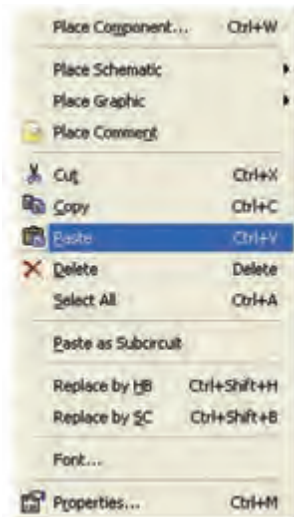 Place Component... Ctrl+W
Place Schematic
Place Graphic
Place Comment
Cut Ctrl+X
Copy Ctrl+C
Paste Ctrl+V
Delete Delete
Select All Ctrl+A
Paste as Subcircuit
Replace by HB Ctrl+Shift+H
Replace by SC Ctrl+Shift+B
Font...
Properties... Ctrl+M